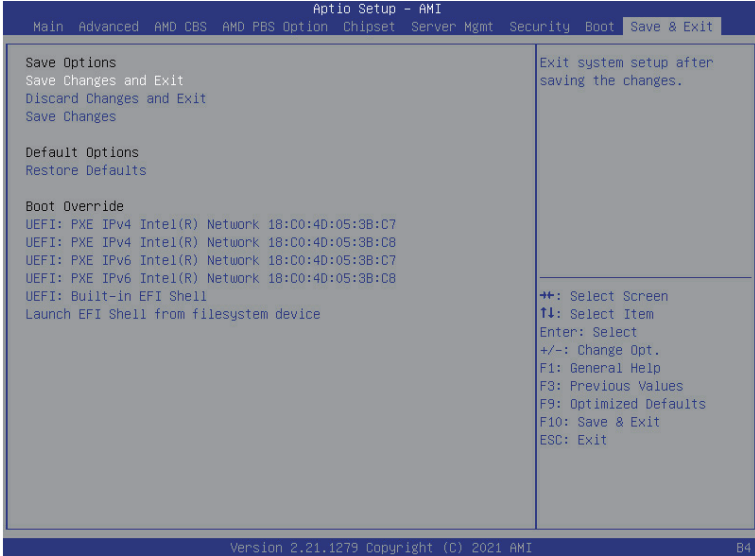 Aptio Setup – AMI
Main Advanced AMD CBS AMD PBS Option Chipset Server Mgmt Security Boot Save & Exit
Save Options
Save Changes and Exit
Discard Changes and Exit
Save Changes
Default Options
Restore Defaults
Boot Override
UEFI: PXE IPv4 Intel(R) Network 18:C0:4D:05:3B:C7
UEFI: PXE IPv4 Intel(R) Network 18:C0:4D:05:3B:C8
UEFI: PXE IPv6 Intel(R) Network 18:C0:4D:05:3B:C7
UEFI: PXE IPv6 Intel(R) Network 18:C0:4D:05:3B:C8
UEFI: Built-in EFI Shell
Launch EFI Shell from filesystem device
Exit system setup after
saving the changes.
→←: Select Screen
↑↓: Select Item
Enter: Select
+/-: Change Opt.
F1: General Help
F3: Previous Values
F9: Optimized Defaults
F10: Save & Exit
ESC: Exit
Version 2.21.1279 Copyright (C) 2021 AMI
B4